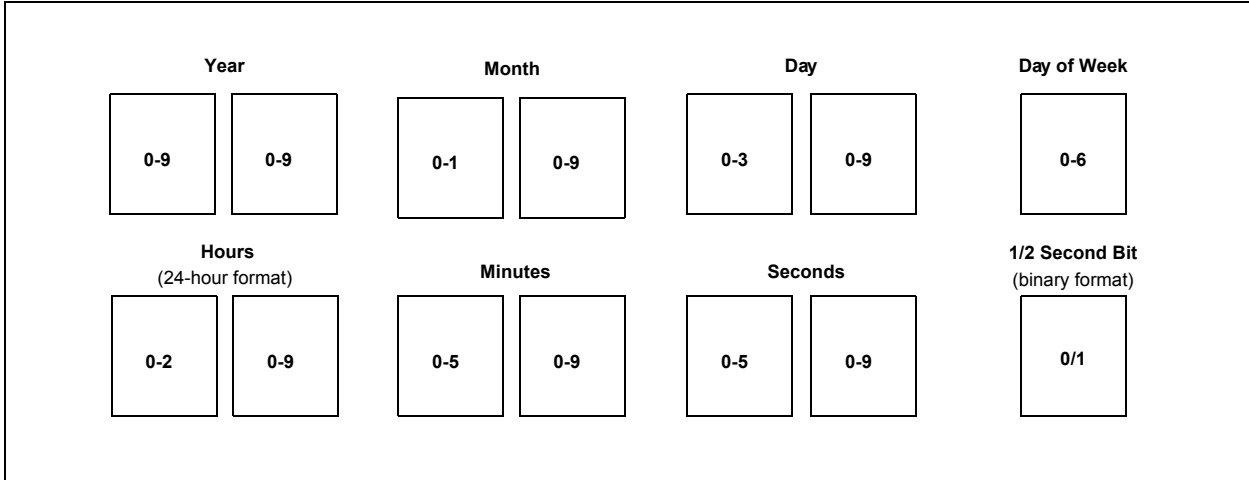 Year Month Day Day of Week
0-9 0-9 0-1 0-9 0-3 0-9 0-6
Hours Minutes Seconds 1/2 Second Bit
(24-hour format) (binary format)
0-2 0-9 0-5 0-9 0-5 0-9 0/1